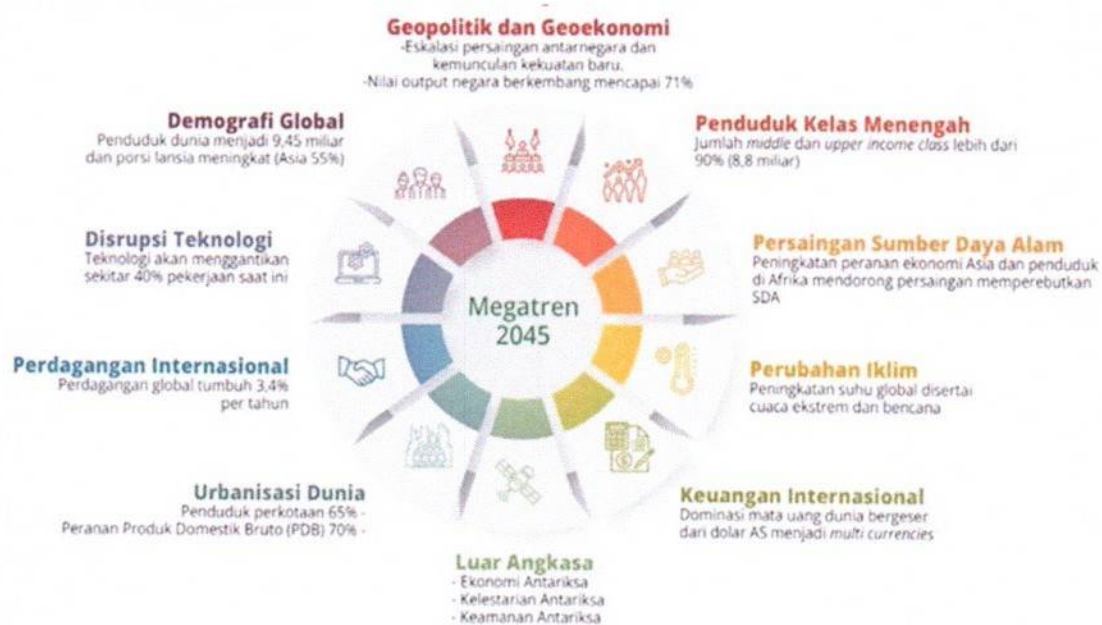 Geopolitik dan Geoekonomi
-Eskalasi persaingan antarnegara dan
kemunculan kekuatan baru.
-Nilai output negara berkembang mencapai 71%
Demografi Global
Penduduk dunia menjadi 9,45 miliar
dan porsi lansia meningkat (Asia 55%)
Penduduk Kelas Menengah
Jumlah middle dan upper income class lebih dari
90% (8,8 miliar)
Disrupsi Teknologi
Teknologi akan menggantikan
sekitar 40% pekerjaan saat ini
Persaingan Sumber Daya Alam
Peningkatan peranan ekonomi Asia dan penduduk
di Afrika mendorong persaingan memperebutkan
SDA
Megatren
2045
Perdagangan Internasional
Perdagangan global tumbuh 3,4%
per tahun
Perubahan Iklim
Peningkatan suhu global disertai
cuaca ekstrem dan bencana
Urbanisasi Dunia
Penduduk perkotaan 65% -
Peranan Produk Domestik Bruto (PDB) 70% -
Keuangan Internasional
Dominasi mata uang dunia bergeser
dari dolar AS menjadi multi currencies
Luar Angkasa
- Ekonomi Antariksa
- Kelestarian Antariksa
- Keamanan Antariksa